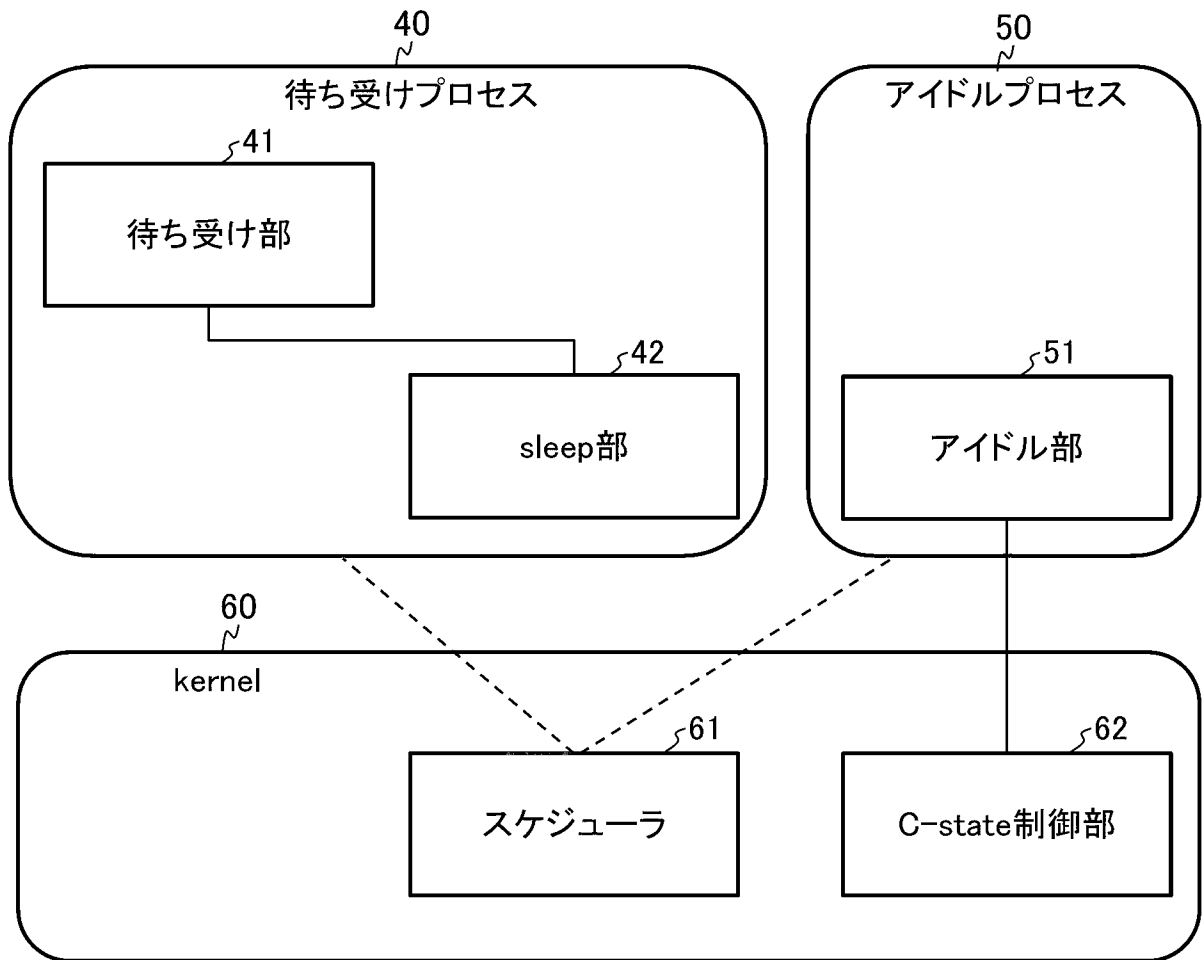 40
待ち受けプロセス
41
待ち受け部
42
sleep部
50
アイドルプロセス
51
アイドル部
60
kernel
61
スケジューラ
62
C-state制御部